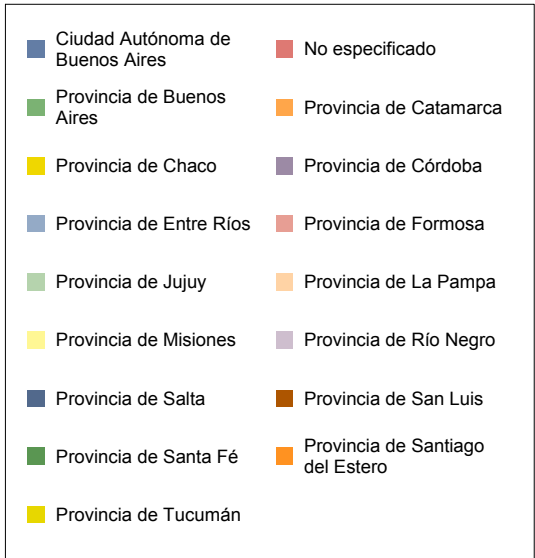 Ciudad Autónoma de
Buenos Aires
No especificado
Provincia de Buenos
Aires
Provincia de Catamarca
Provincia de Chaco
Provincia de Córdoba
Provincia de Entre Ríos
Provincia de Formosa
Provincia de Jujuy
Provincia de La Pampa
Provincia de Misiones
Provincia de Río Negro
Provincia de Salta
Provincia de San Luis
Provincia de Santa Fé
Provincia de Santiago
del Estero
Provincia de Tucumán